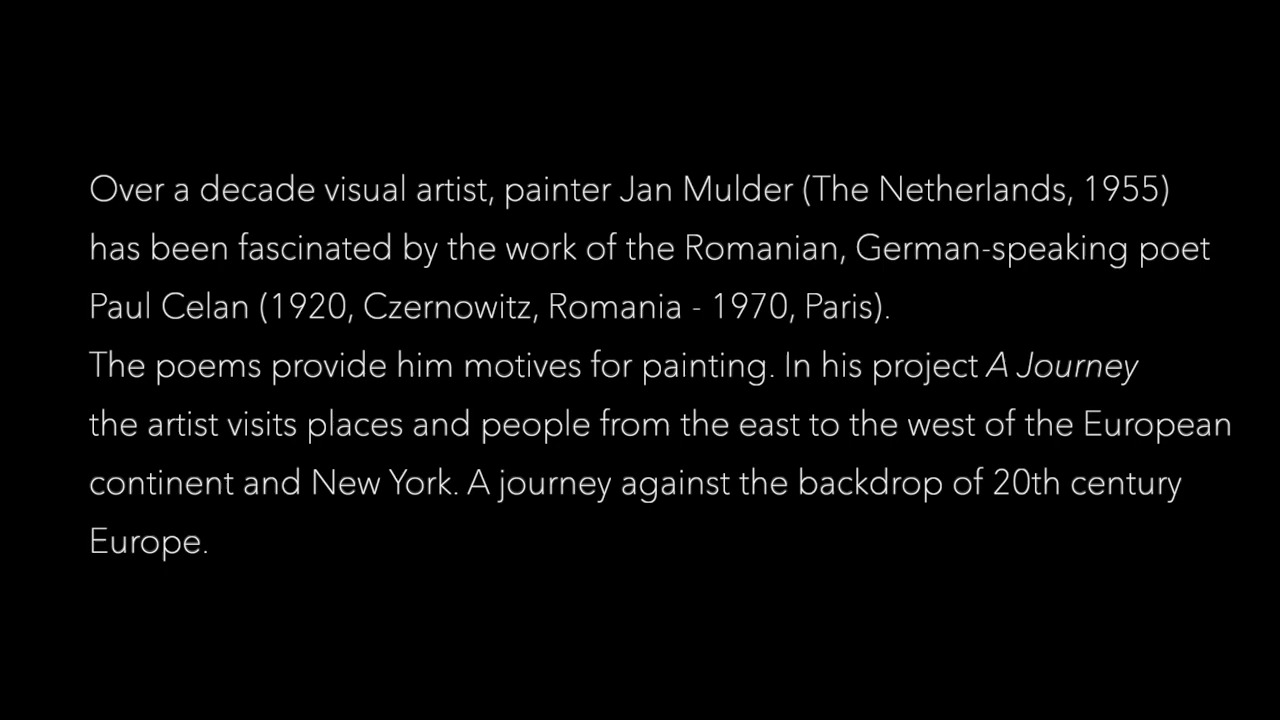 Over a decade visual artist, painter Jan Mulder (The Netherlands, 1955)
has been fascinated by the work of the Romanian, German-speaking poet
Paul Celan (1920, Czernowitz, Romania - 1970, Paris).
The poems provide him motives for painting. In his project A Journey
the artist visits places and people from the east to the west of the European
continent and New York. A journey against the backdrop of 20th century
Europe.